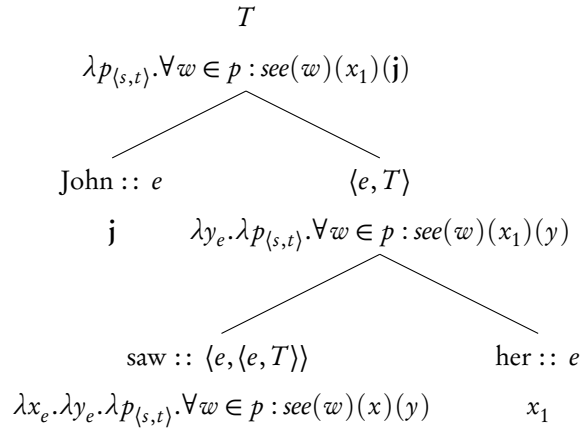 T
λp⟨s,t⟩.∀w ∈ p : see(w)(x₁)(j)
John :: e ⟨e,T⟩
j λyₑ.λp⟨s,t⟩.∀w ∈ p : see(w)(x₁)(y)
saw :: ⟨e,⟨e,T⟩⟩ her :: e
λxₑ.λyₑ.λp⟨s,t⟩.∀w ∈ p : see(w)(x)(y) x₁